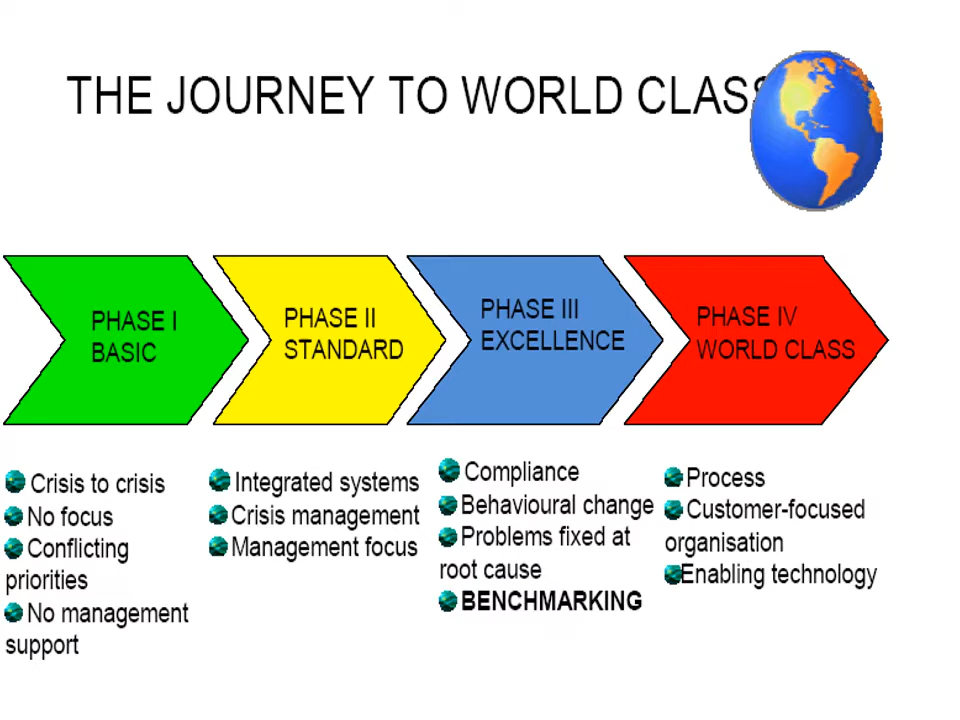 THE JOURNEY TO WORLD CLASS
PHASE I
BASIC
PHASE II
STANDARD
PHASE III
EXCELLENCE
PHASE IV
WORLD CLASS
Crisis to crisis
No focus
Conflicting
priorities
No management
support
Integrated systems
Crisis management
Management focus
Compliance
Behavioural change
Problems fixed at
root cause
BENCHMARKING
Process
Customer-focused
organisation
Enabling technology